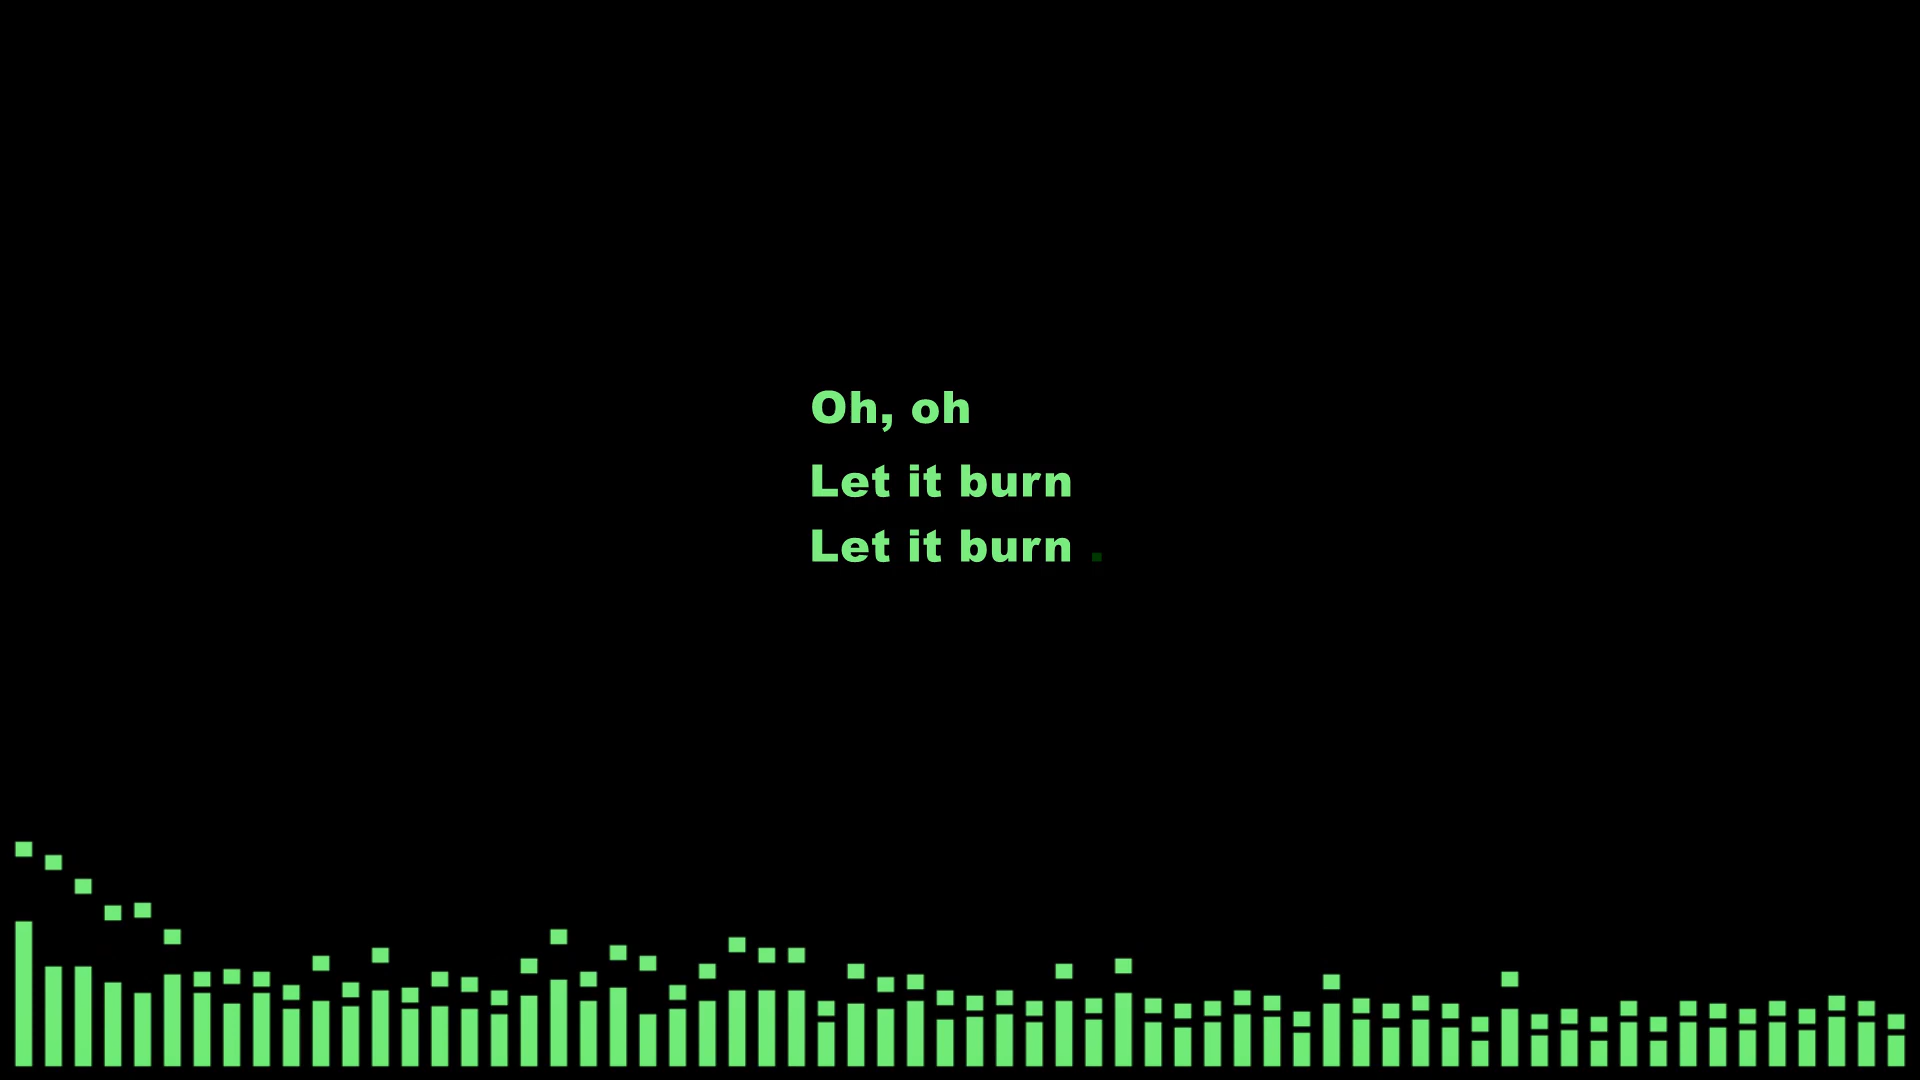 Oh, oh
Let it burn
Let it burn .